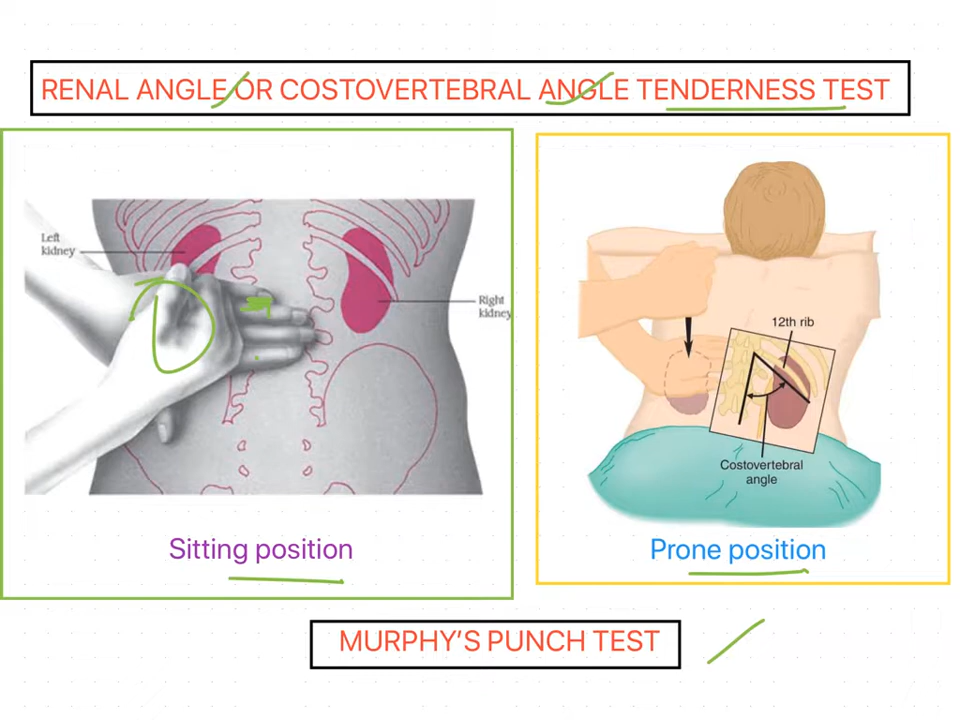 RENAL ANGLE OR COSTOVERTEBRAL ANGLE TENDERNESS TEST
Left
kidney
Right
kidney
Sitting position
12th rib
Costovertebral
angle
Prone position
MURPHY'S PUNCH TEST